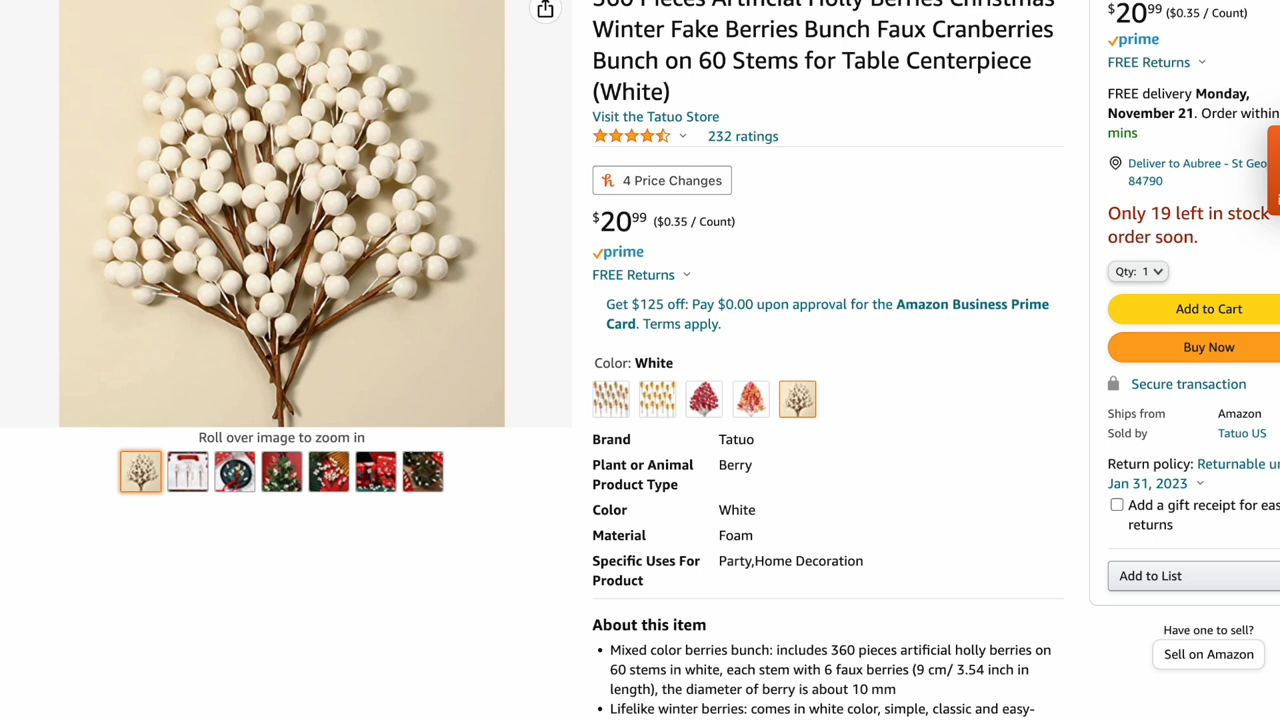 360 Pieces Artificial Holly Berries Christmas
Winter Fake Berries Bunch Faux Cranberries
Bunch on 60 Stems for Table Centerpiece
(White)
Visit the Tatuo Store
232 ratings
4 Price Changes
$20.99 ($0.35 / Count)
prime
FREE Returns
Get $125 off: Pay $0.00 upon approval for the Amazon Business Prime
Card. Terms apply.
Color: White
Brand Tatuo
Plant or Animal Product Type Berry
Color White
Material Foam
Specific Uses For Product Party,Home Decoration
About this item
• Mixed color berries bunch: includes 360 pieces artificial holly berries on
60 stems in white, each stem with 6 faux berries (9 cm/ 3.54 inch in
length), the diameter of berry is about 10 mm
• Lifelike winter berries: comes in white color, simple, classic and easy-
Roll over image to zoom in
$20.99 ($0.35 / Count)
prime
FREE Returns
FREE delivery Monday,
November 21. Order within
mins
Deliver to Aubree - St Geo
84790
Only 19 left in stock
order soon.
Qty: 1
Add to Cart
Buy Now
Secure transaction
Ships from Amazon
Sold by Tatuo US
Return policy: Returnable un
Jan 31, 2023
Add a gift receipt for eas
returns
Add to List
Have one to sell?
Sell on Amazon